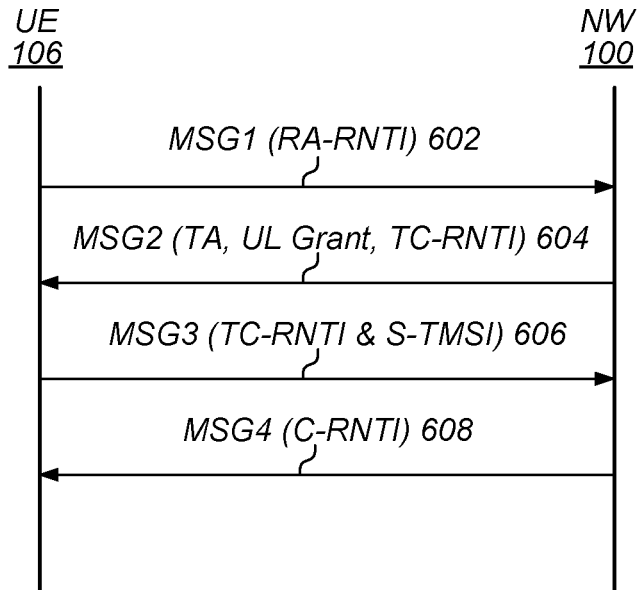 UE
106
NW
100
MSG1 (RA-RNTI) 602
MSG2 (TA, UL Grant, TC-RNTI) 604
MSG3 (TC-RNTI & S-TMSI) 606
MSG4 (C-RNTI) 608